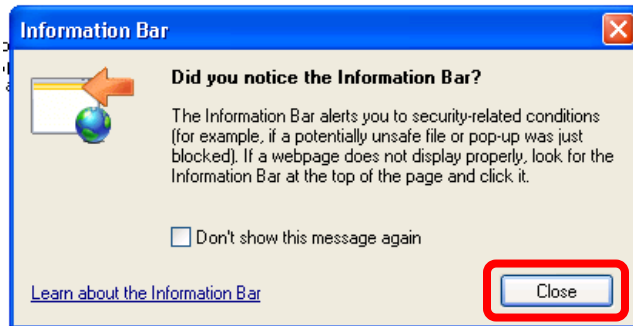 Information Bar
Did you notice the Information Bar?
The Information Bar alerts you to security-related conditions
(for example, if a potentially unsafe file or pop-up was just
blocked). If a webpage does not display properly, look for the
Information Bar at the top of the page and click it.
Don't show this message again
Learn about the Information Bar
Close